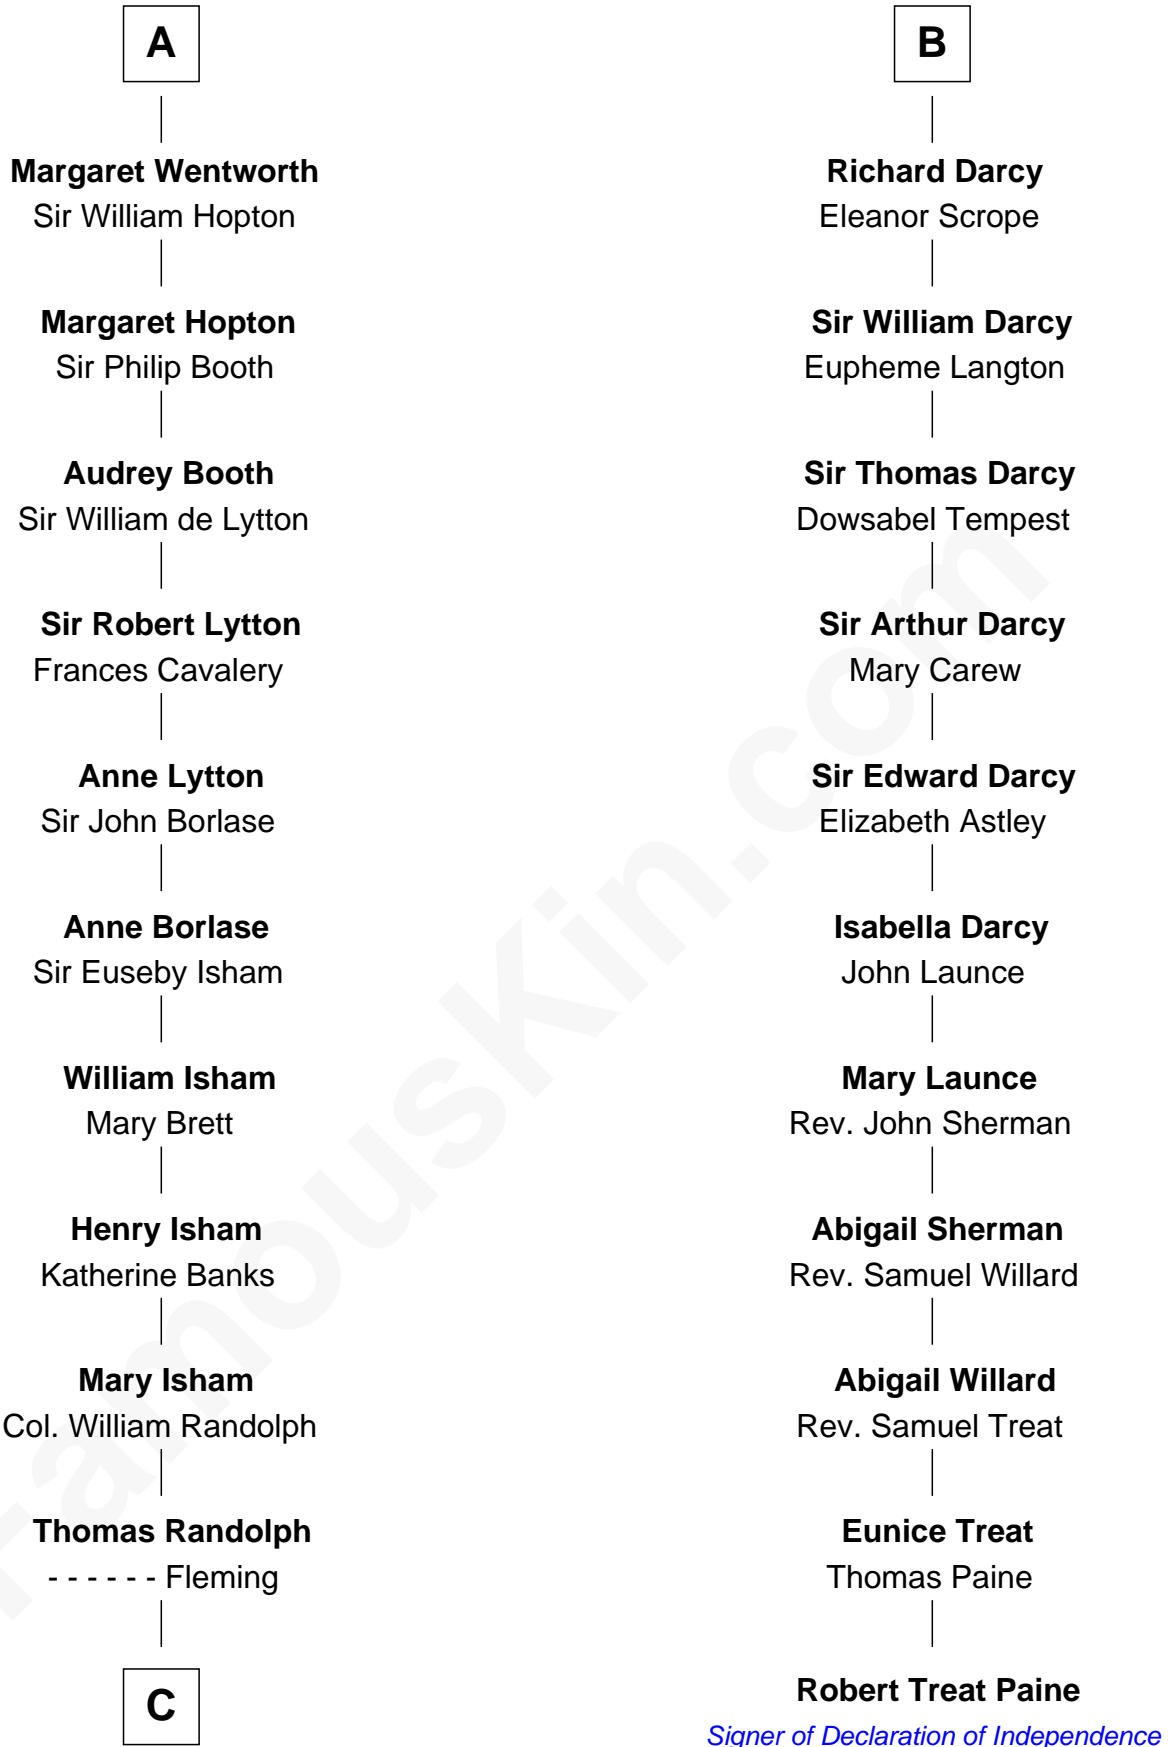 A
B
Margaret Wentworth
Sir William Hopton
Richard Darcy
Eleanor Scrope
Margaret Hopton
Sir Philip Booth
Sir William Darcy
Eupheme Langton
Audrey Booth
Sir William de Lytton
Sir Thomas Darcy
Dowsabel Tempest
Sir Robert Lytton
Frances Cavalery
Sir Arthur Darcy
Mary Carew
Anne Lytton
Sir John Borlase
Sir Edward Darcy
Elizabeth Astley
Anne Borlase
Sir Euseby Isham
Isabella Darcy
John Launce
William Isham
Mary Brett
Mary Launce
Rev. John Sherman
Henry Isham
Katherine Banks
Abigail Sherman
Rev. Samuel Willard
Mary Isham
Col. William Randolph
Abigail Willard
Rev. Samuel Treat
Thomas Randolph
- - - - - - Fleming
Eunice Treat
Thomas Paine
C
Robert Treat Paine
Signer of Declaration of Independence
FamousKin.com